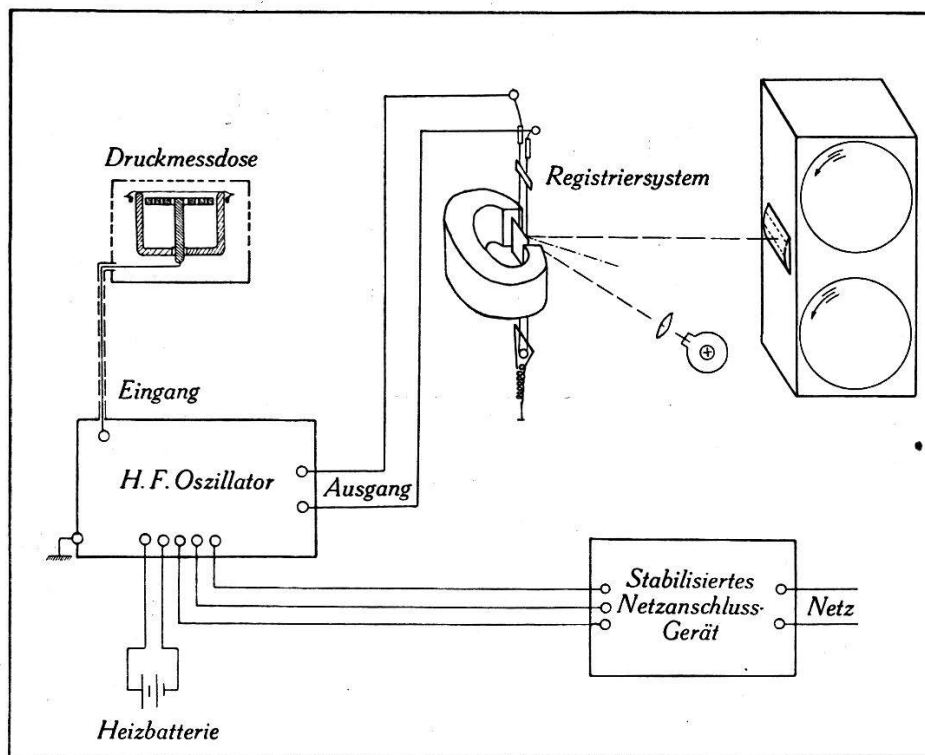 Druckmessdose
Registriersystem
Eingang
H. F. Oszillator
Ausgang
Stabilisiertes
Netzanschluss-
Gerät
Netz
Heizbatterie